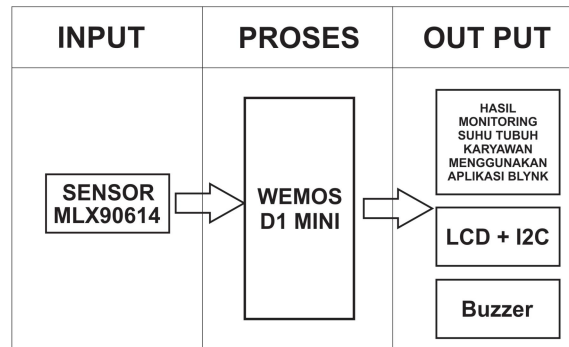 INPUT
PROSES
OUT PUT
SENSOR
MLX90614
WEMOS
D1 MINI
HASIL
MONITORING
SUHU TUBUH
KARYAWAN
MENGGUNAKAN
APLIKASI BLYNK
LCD + I2C
Buzzer